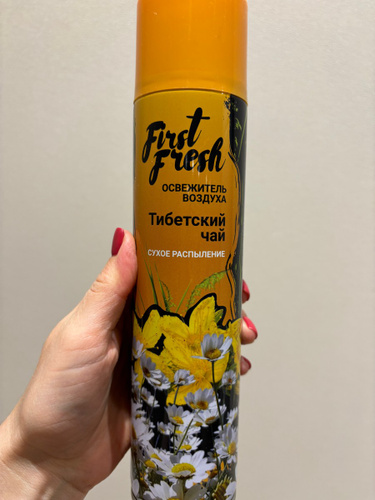 First
Fresh
ОСВЕЖИТЕЛЬ
ВОЗДУХА
Тибетский
чай
СУХОЕ РАСПЫЛЕНИЕ